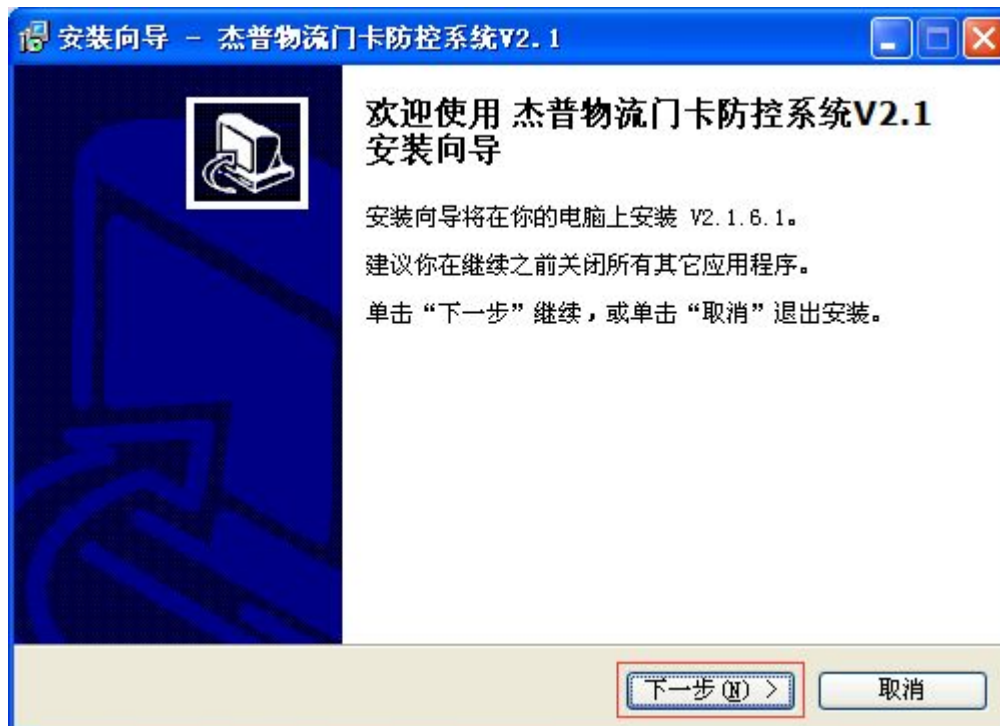 安装向导 - 杰普物流门卡防控系统V2.1
欢迎使用 杰普物流门卡防控系统V2.1
安装向导
安装向导将在你的电脑上安装 V2.1.6.1。
建议你在继续之前关闭所有其它应用程序。
单击“下一步”继续，或单击“取消”退出安装。
下一步(N) >
取消